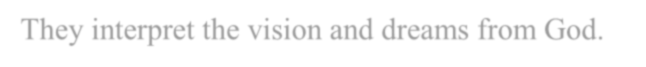 They interpret the vision and dreams from God.